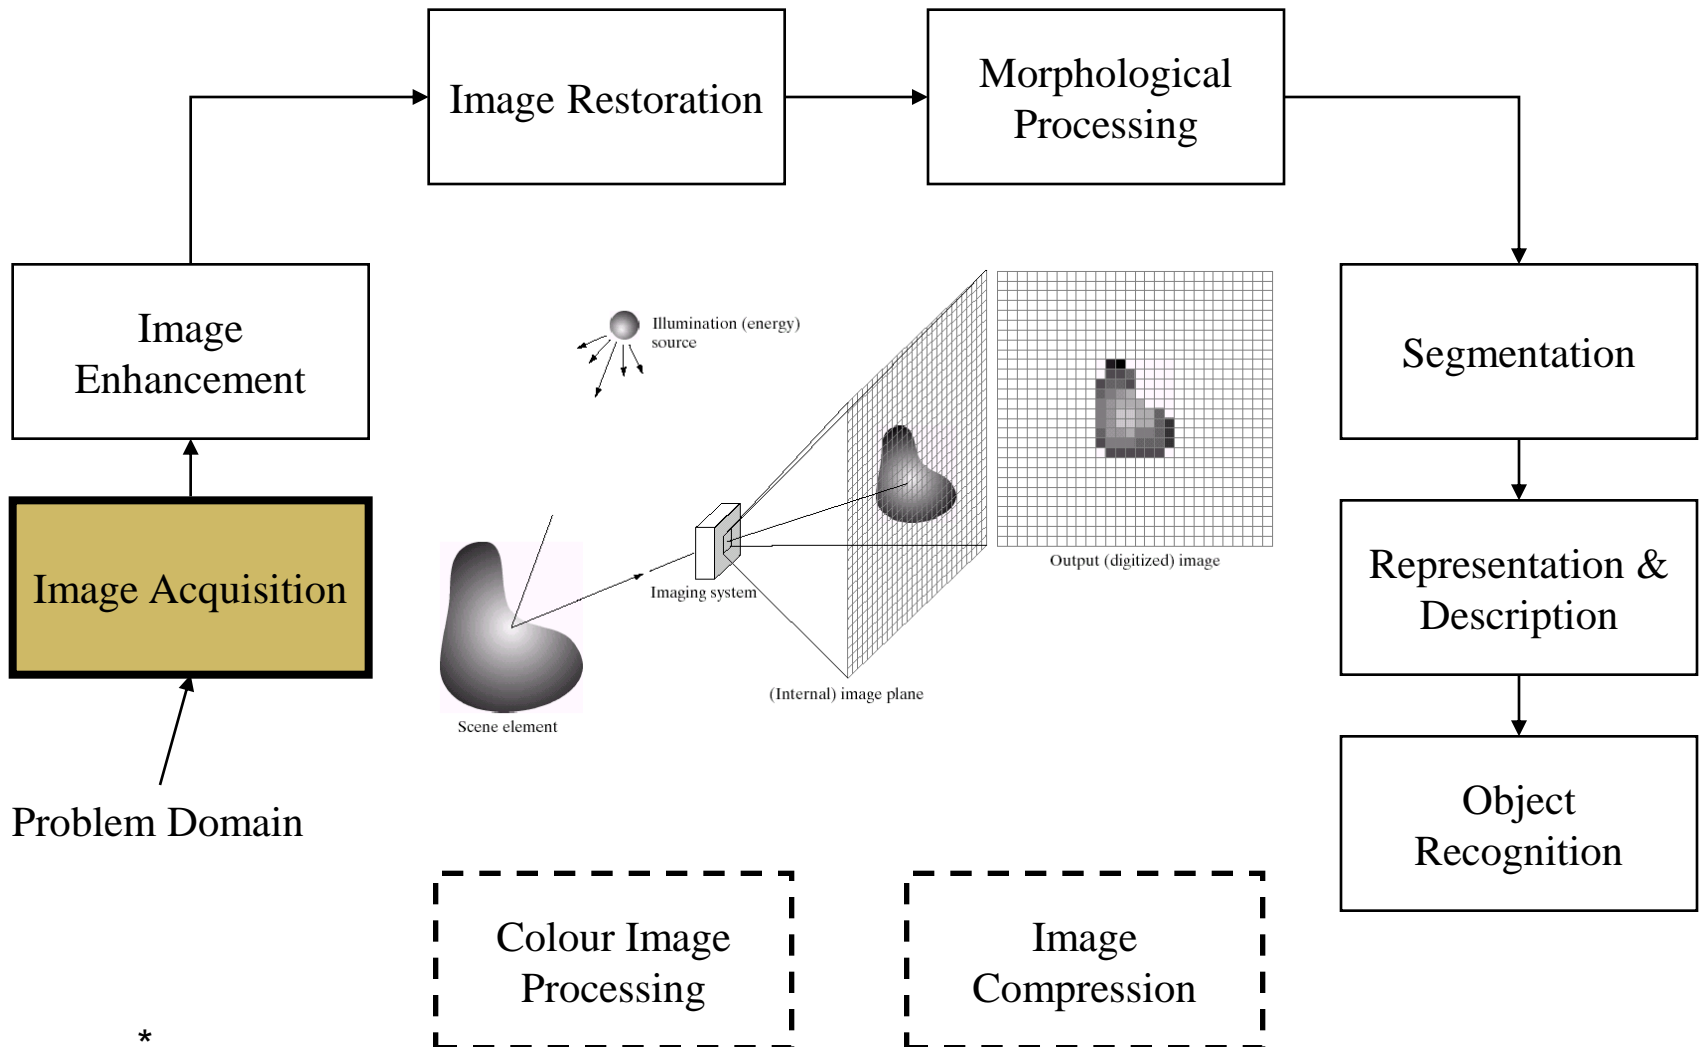 Image Restoration
Morphological
Processing
Image
Enhancement
Illumination (energy)
source
Segmentation
Output (digitized) image
Image Acquisition
Imaging system
Representation &
Description
(Internal) image plane
Scene element
Problem Domain
Object
Recognition
Colour Image
Processing
Image
Compression
*